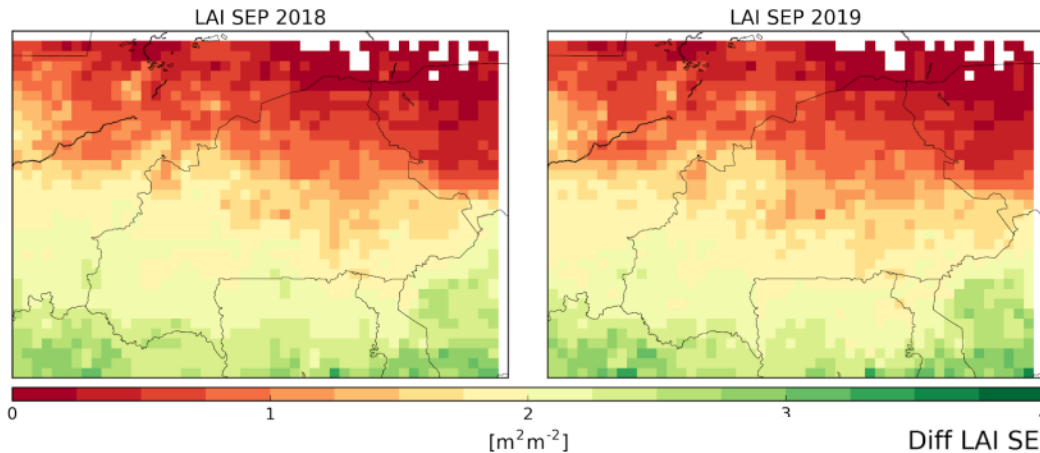 LAI SEP 2018
LAI SEP 2019
0 1 2 3
[m²m⁻²]
Diff LAI SE